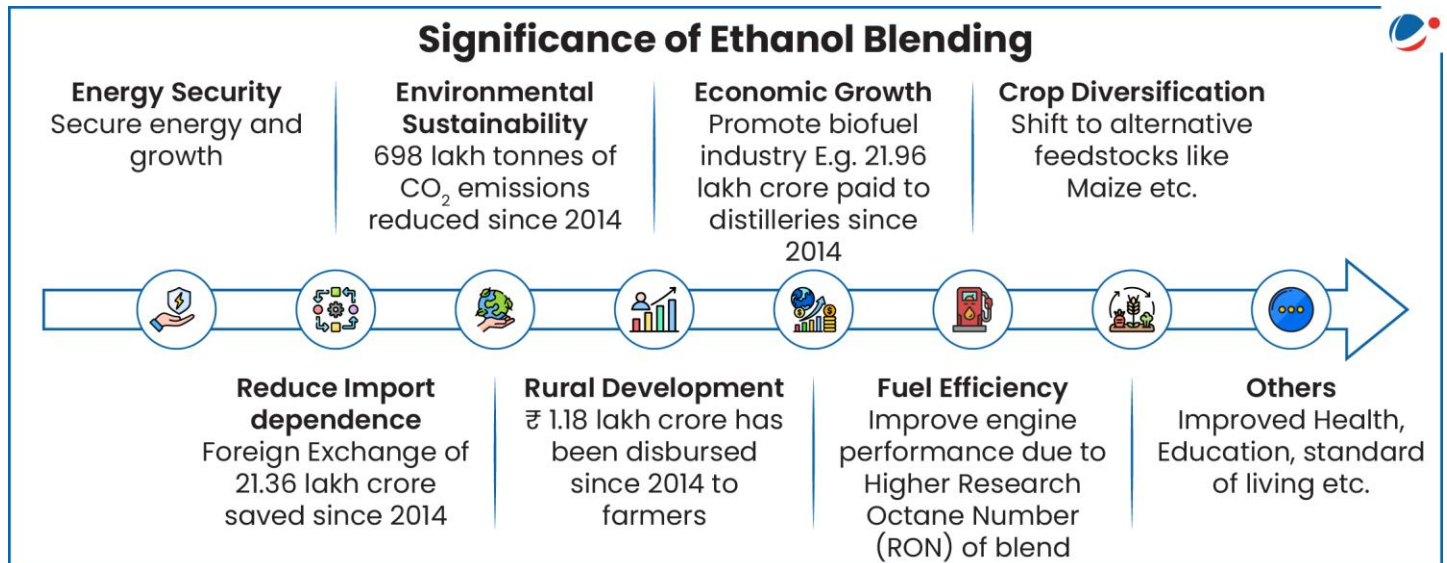 Significance of Ethanol Blending
Energy Security
Secure energy and
growth
Reduce Import
dependence
Foreign Exchange of
21.36 lakh crore
saved since 2014
Environmental
Sustainability
698 lakh tonnes of
CO₂ emissions
reduced since 2014
Rural Development
₹ 1.18 lakh crore has
been disbursed
since 2014 to
farmers
Economic Growth
Promote biofuel
industry E.g. 21.96
lakh crore paid to
distilleries since
2014
Fuel Efficiency
Improve engine
performance due to
Higher Research
Octane Number
(RON) of blend
Crop Diversification
Shift to alternative
feedstocks like
Maize etc.
Others
Improved Health,
Education, standard
of living etc.